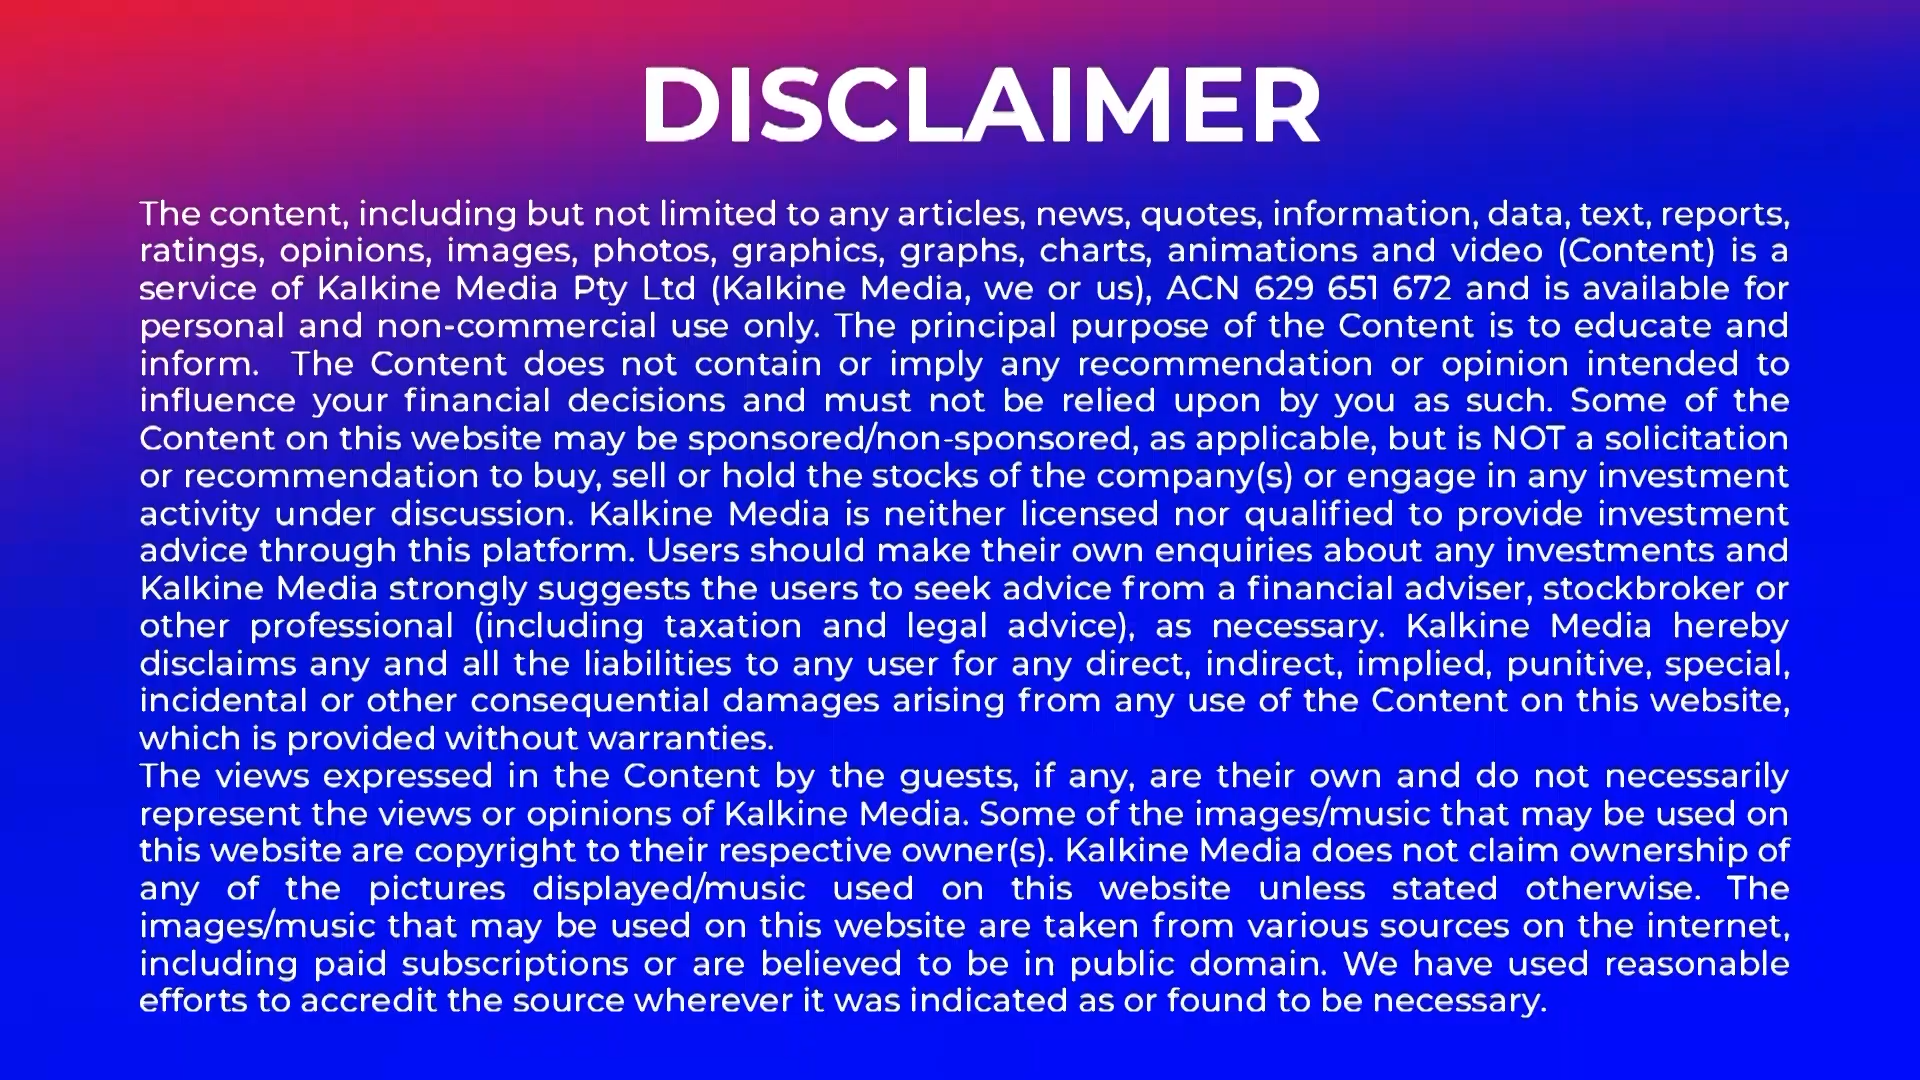 DISCLAIMER
The content, including but not limited to any articles, news, quotes, information, data, text, reports,
ratings, opinions, images, photos, graphics, graphs, charts, animations and video (Content) is a
service of Kalkine Media Pty Ltd (Kalkine Media, we or us), ACN 629 651 672 and is available for
personal and non-commercial use only. The principal purpose of the Content is to educate and
inform.  The Content does not contain or imply any recommendation or opinion intended to
influence your financial decisions and must not be relied upon by you as such. Some of the
Content on this website may be sponsored/non-sponsored, as applicable, but is NOT a solicitation
or recommendation to buy, sell or hold the stocks of the company(s) or engage in any investment
activity under discussion. Kalkine Media is neither licensed nor qualified to provide investment
advice through this platform. Users should make their own enquiries about any investments and
Kalkine Media strongly suggests the users to seek advice from a financial adviser, stockbroker or
other professional (including taxation and legal advice), as necessary. Kalkine Media hereby
disclaims any and all the liabilities to any user for any direct, indirect, implied, punitive, special,
incidental or other consequential damages arising from any use of the Content on this website,
which is provided without warranties.
The views expressed in the Content by the guests, if any, are their own and do not necessarily
represent the views or opinions of Kalkine Media. Some of the images/music that may be used on
this website are copyright to their respective owner(s). Kalkine Media does not claim ownership of
any of the pictures displayed/music used on this website unless stated otherwise. The
images/music that may be used on this website are taken from various sources on the internet,
including paid subscriptions or are believed to be in public domain. We have used reasonable
efforts to accredit the source wherever it was indicated as or found to be necessary.